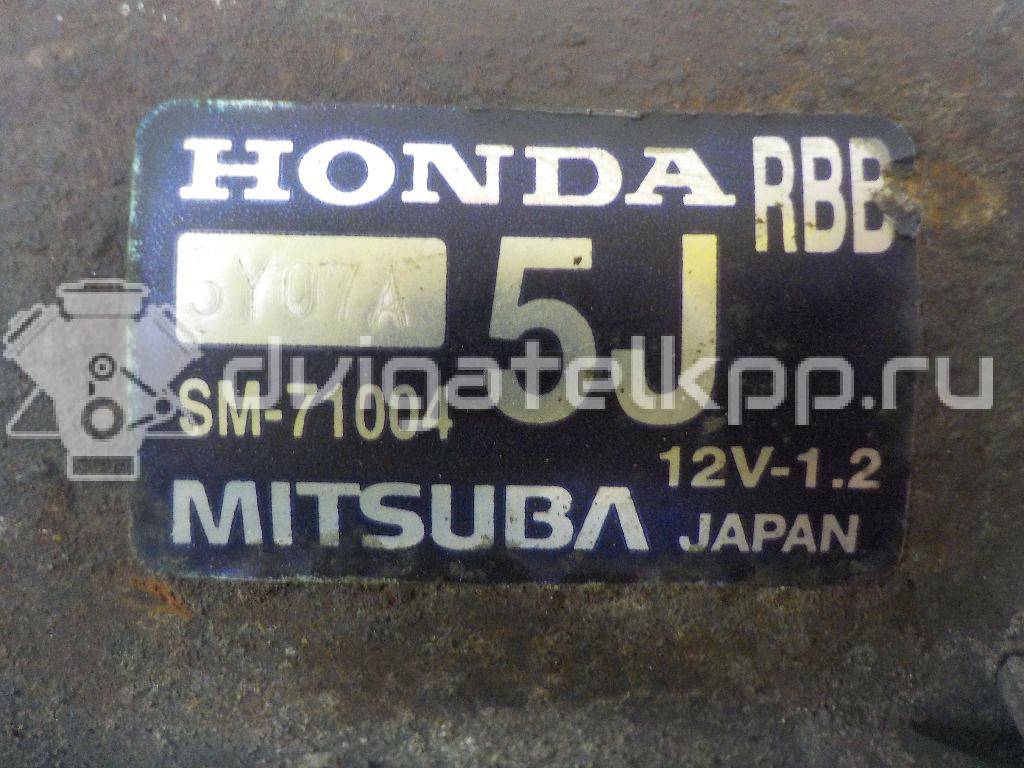 HONDA RBB
5Y07A 5J
SM-71004
dvigatelkpp.ru
12V-1.2
MITSUBA JAPAN